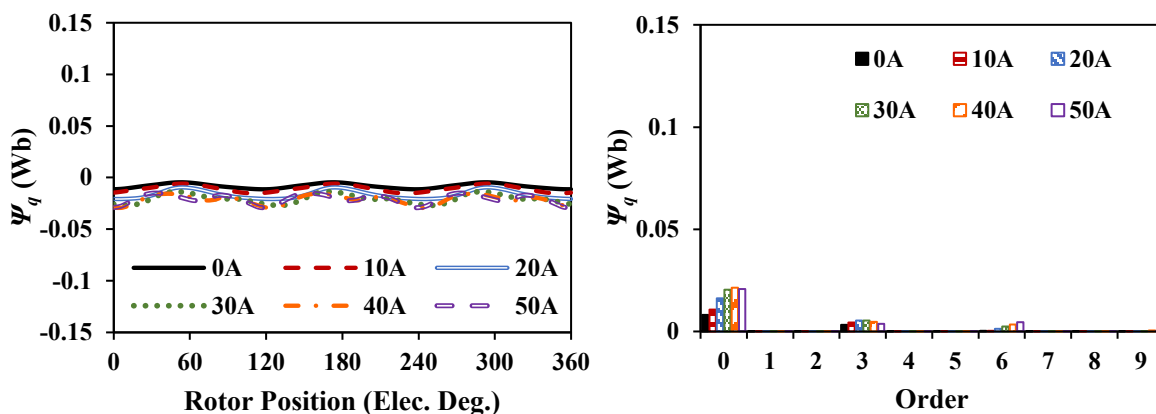 0.15
0.1
0.05
0
-0.05
-0.1
-0.15
Ψq (Wb)
0A 10A 20A
30A 40A 50A
0 60 120 180 240 300 360
Rotor Position (Elec. Deg.)
0.15
0.1
0.05
0
Ψq (Wb)
0A 10A 20A
30A 40A 50A
0 1 2 3 4 5 6 7 8 9
Order